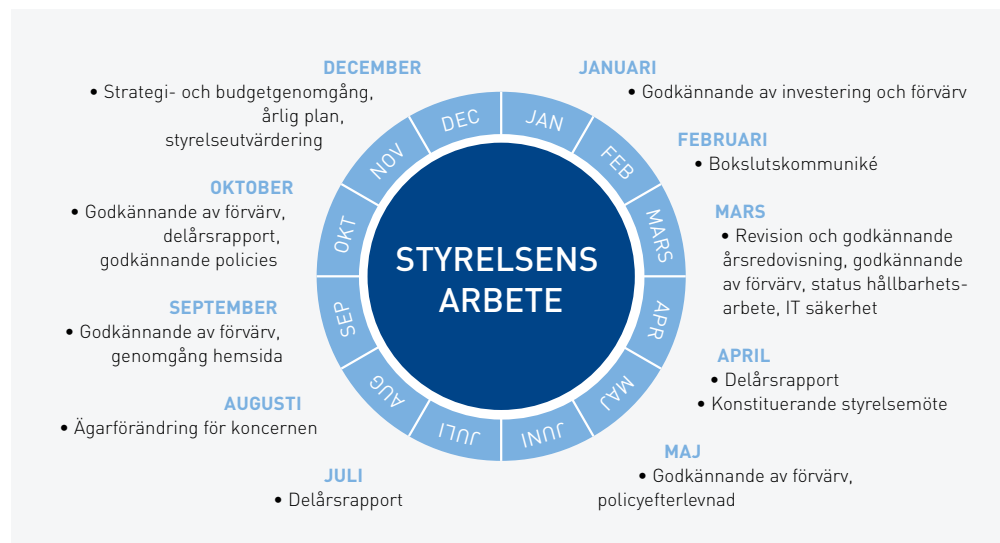 DECEMBER
• Strategi- och budgetgenomgång,
årlig plan,
styrelseutvärdering
JANUARI
• Godkännande av investering och förvärv
FEBRUARI
• Bokslutskommuniké
MARS
• Revision och godkännande
årsredovisning, godkännande
av förvärv, status hållbarhets-
arbete, IT säkerhet
APRIL
• Delårsrapport
• Konstituerande styrelsemöte
MAJ
• Godkännande av förvärv,
policyefterlevnad
JULI
• Delårsrapport
AUGUSTI
• Ägarförändring för koncernen
SEPTEMBER
• Godkännande av förvärv,
genomgång hemsida
OKTOBER
• Godkännande av förvärv,
delårsrapport,
godkännande policies
JAN
FEB
MARS
APR
MAJ
JUNI
JULI
AUG
SEP
OKT
NOV
DEC
STYRELSENS
ARBETE